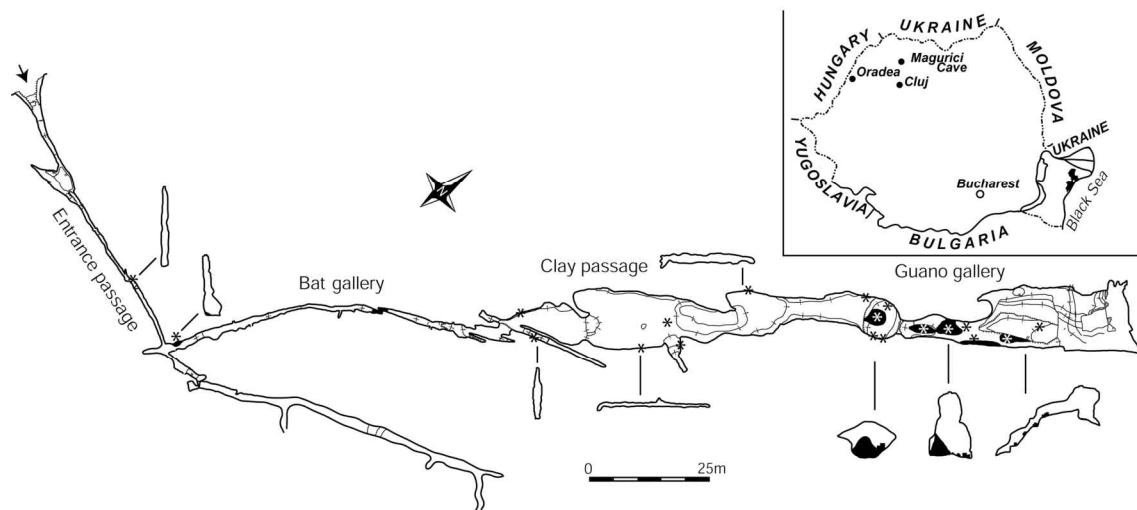 HUNGARY
UKRAINE
MOLDOVA
Magurici
Cave
Oradea
Cluj
UKRAINE
YUGOSLAVIA
Bucharest
Black Sea
BULGARIA
Entrance passage
N
Bat gallery
Clay passage
Guano gallery
0 25m